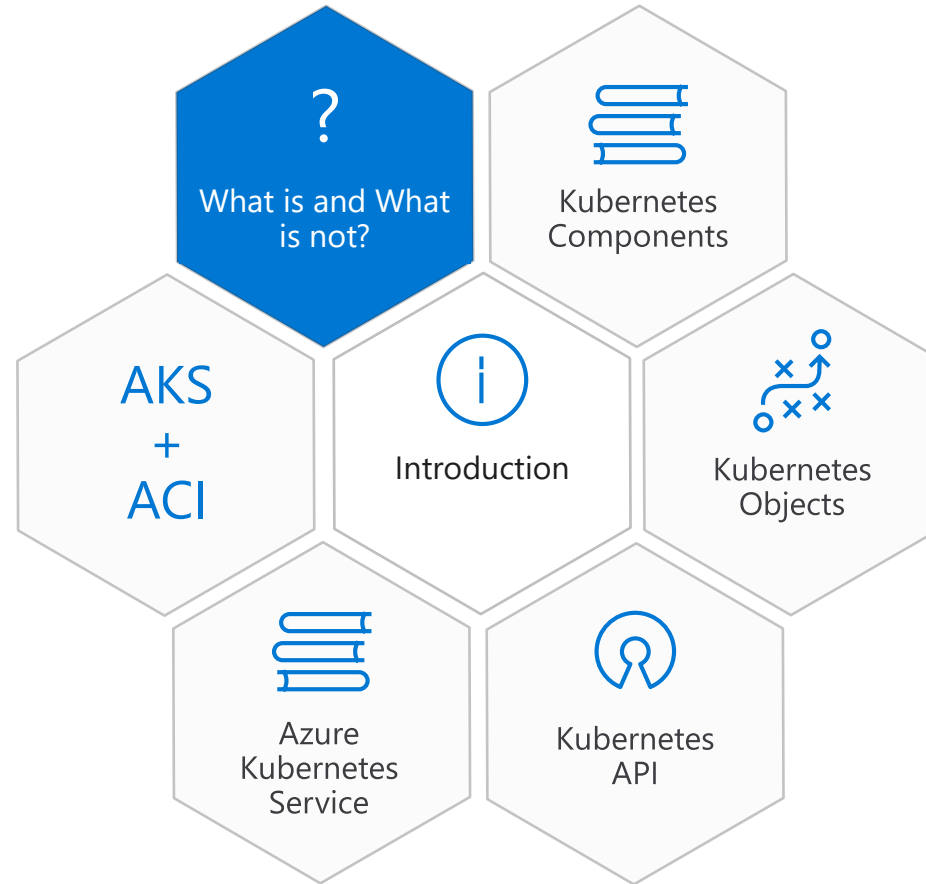 ?
What is and What
is not?
Kubernetes
Components
AKS
+
ACI
Introduction
Kubernetes
Objects
Azure
Kubernetes
Service
Kubernetes
API